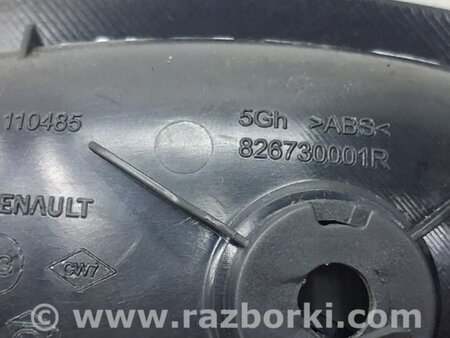 110485
5Gh >ABS<
826730001R
ENAULT
CW7
©www.razborki.com/